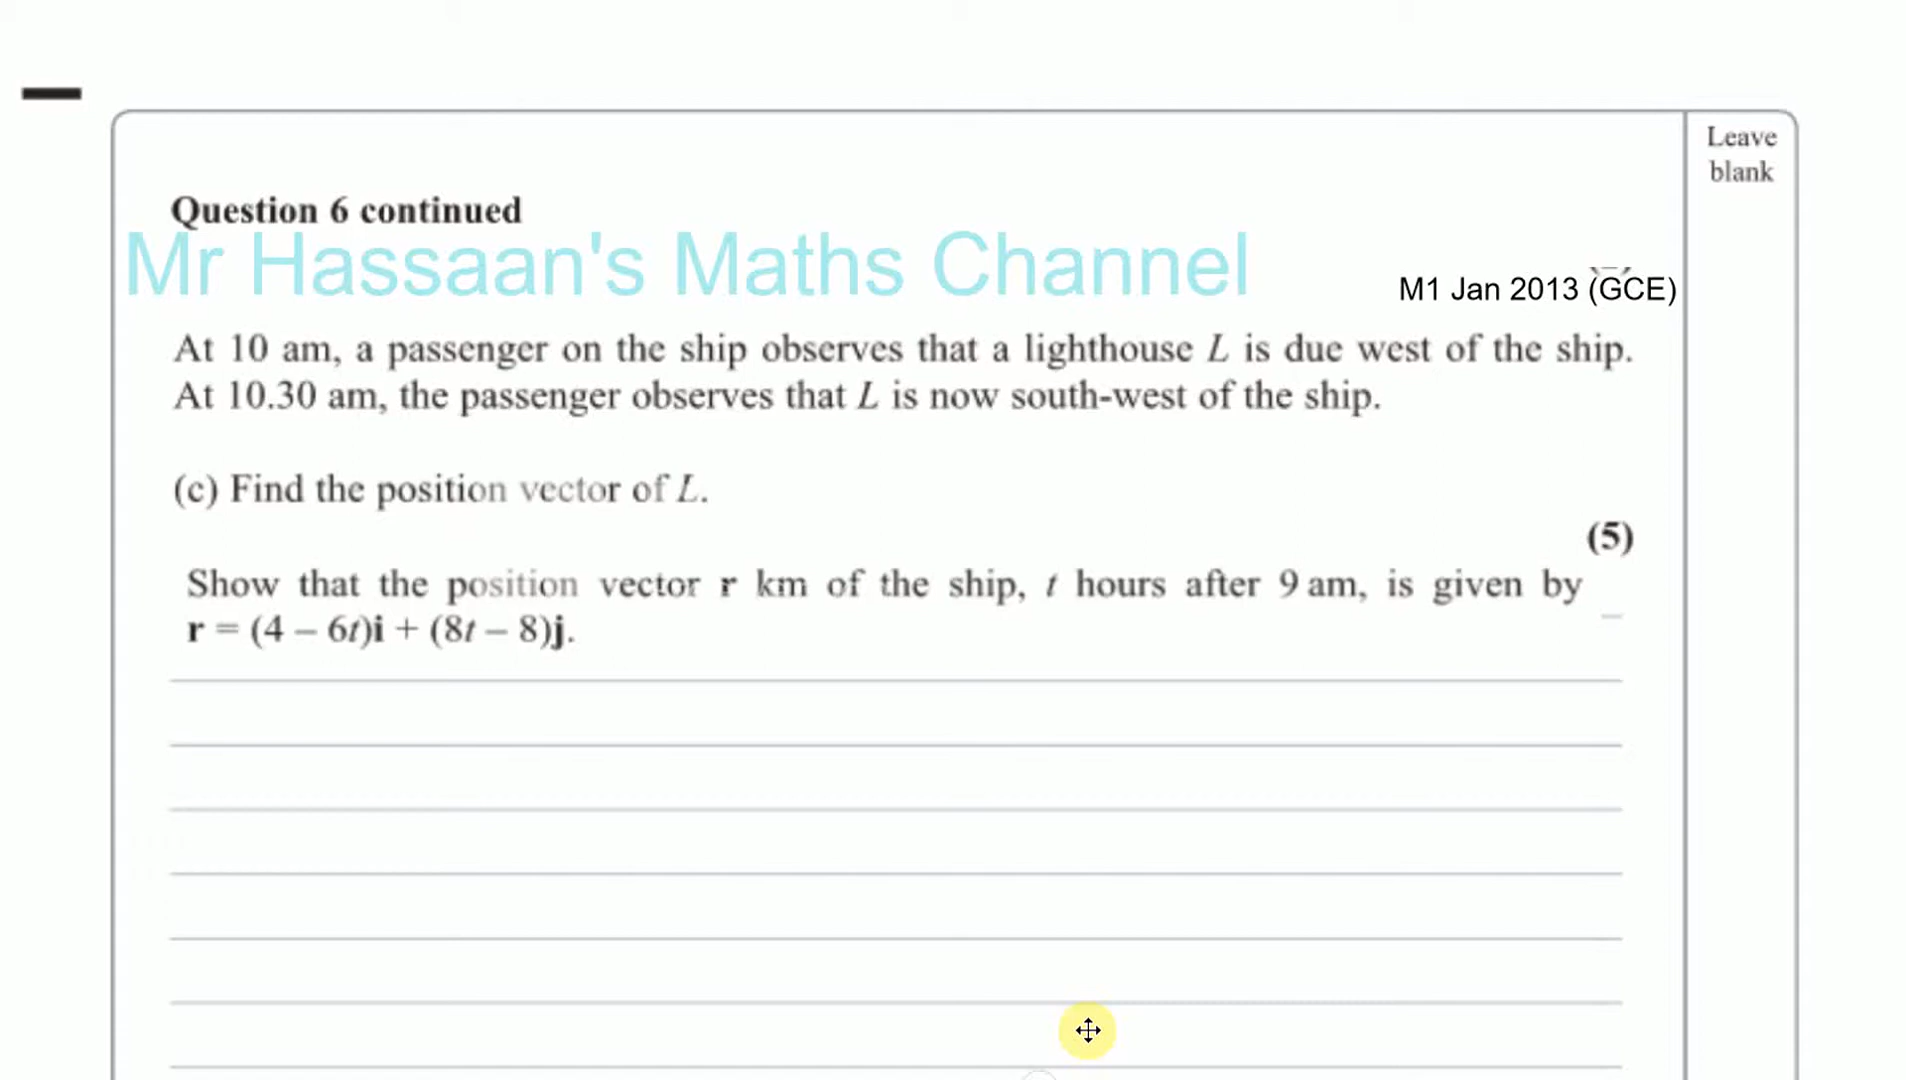 Leave
blank
Question 6 continued
Mr Hassaan's Maths Channel
M1 Jan 2013 (GCE)
At 10 am, a passenger on the ship observes that a lighthouse L is due west of the ship.
At 10.30 am, the passenger observes that L is now south-west of the ship.
(c) Find the position vector of L.
(5)
Show that the position vector r km of the ship, t hours after 9 am, is given by
r = (4 – 6t)i + (8t – 8)j.